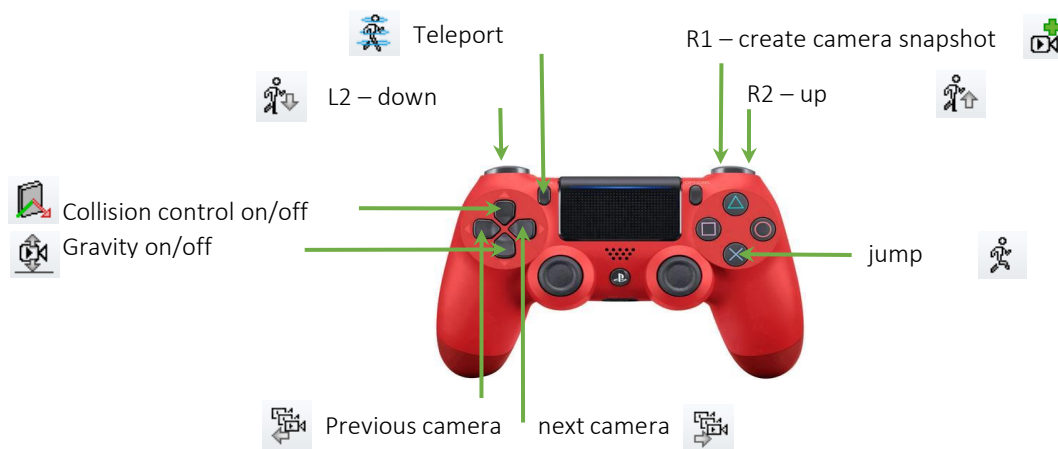 Teleport
R1 – create camera snapshot
L2 – down
R2 – up
Collision control on/off
Gravity on/off
jump
Previous camera
next camera